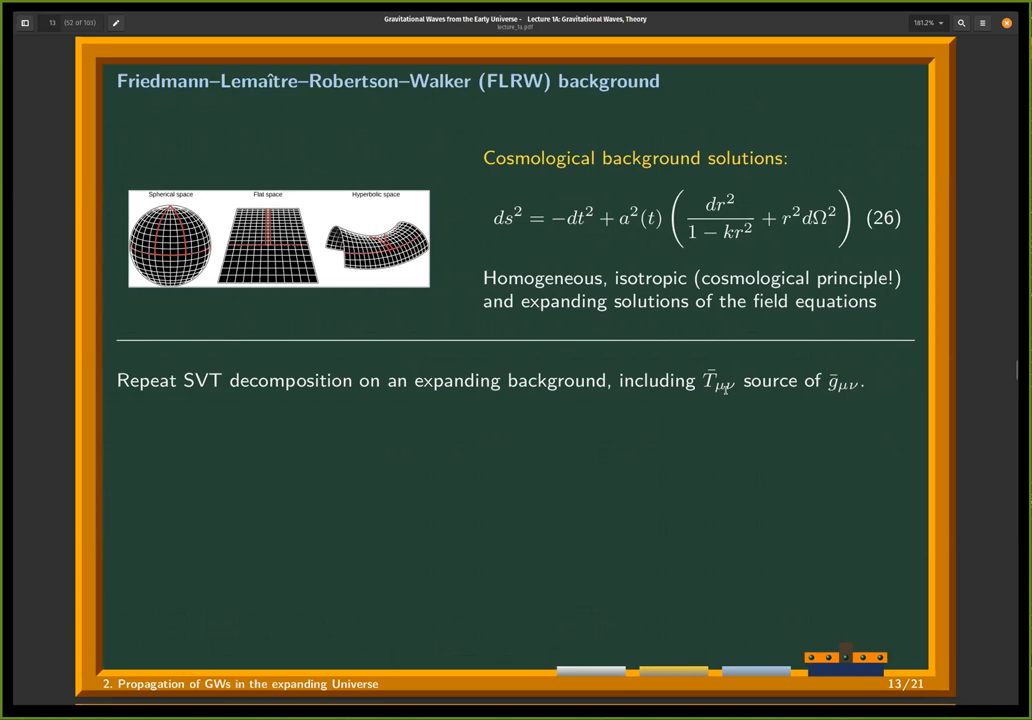 13 (52 of 103)
Gravitational Waves from the Early Universe - Lecture 1A: Gravitational Waves, Theory
lecture_1a.pdf
181.2%
Friedmann–Lemaître–Robertson–Walker (FLRW) background
Spherical space Flat space Hyperbolic space
Cosmological background solutions:
ds² = −dt² + a²(t) ( dr² / (1 − kr²) + r²dΩ² ) (26)
Homogeneous, isotropic (cosmological principle!)
and expanding solutions of the field equations
Repeat SVT decomposition on an expanding background, including T̄μν source of ḡμν.
2. Propagation of GWs in the expanding Universe
13/21